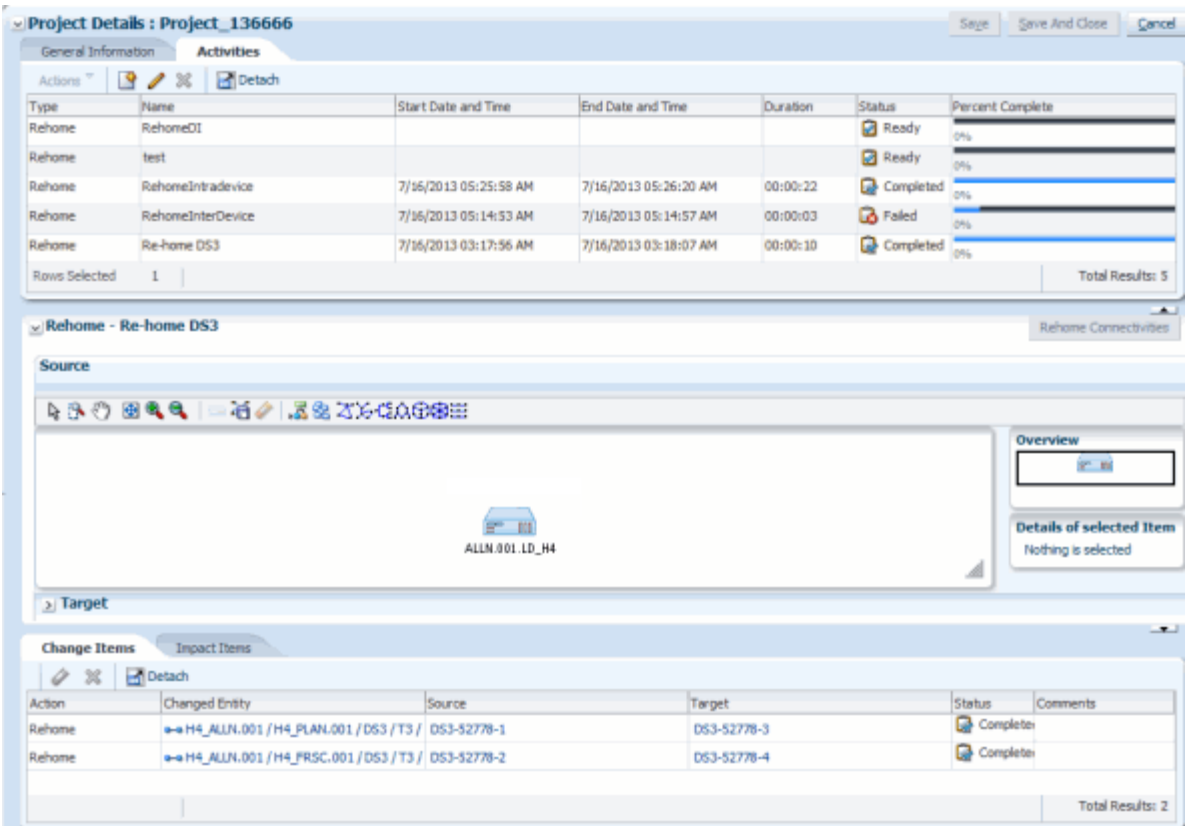 Project Details : Project_136666
Save Save And Close Cancel
General Information Activities
Actions Detach
Type Name Start Date and Time End Date and Time Duration Status Percent Complete
Rehome RehomeDI Ready 0%
Rehome test Ready 0%
Rehome RehomeIntradevice 7/16/2013 05:25:58 AM 7/16/2013 05:26:20 AM 00:00:22 Completed 0%
Rehome RehomeInterDevice 7/16/2013 05:14:53 AM 7/16/2013 05:14:57 AM 00:00:03 Failed 0%
Rehome Re-home DS3 7/16/2013 03:17:56 AM 7/16/2013 03:18:07 AM 00:00:10 Completed 0%
Rows Selected 1 Total Results: 5
Rehome - Re-home DS3 Rehome Connectivities
Source
Overview
ALLN.001.LD_H4
Details of selected Item
Nothing is selected
Target
Change Items Impact Items
Detach
Action Changed Entity Source Target Status Comments
Rehome H4_ALLN.001 / H4_PLAN.001 / DS3 / T3 / DS3-52778-1 DS3-52778-3 Complete
Rehome H4_ALLN.001 / H4_FRSC.001 / DS3 / T3 / DS3-52778-2 DS3-52778-4 Complete
Total Results: 2